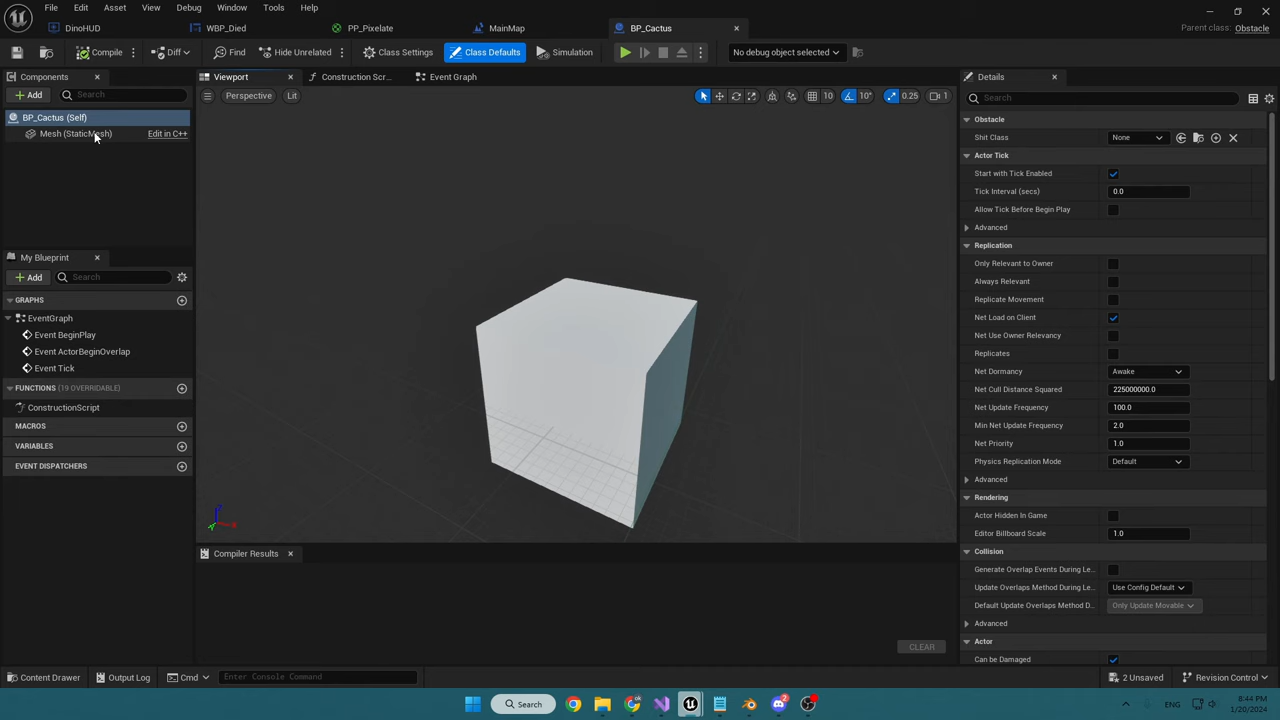 File Edit Asset View Debug Window Tools Help
DinoHUD WBP_Died PP_Pixelate MainMap BP_Cactus Parent class: Obstacle
Compile Diff Find Hide Unrelated Class Settings Class Defaults Simulation No debug object selected
Components Viewport Construction Scr... Event Graph Details
Add Search Perspective Lit 10 10° 0.25 1 Search
BP_Cactus (Self)
Mesh (StaticMesh) Edit in C++
My Blueprint
Add Search
GRAPHS
EventGraph
Event BeginPlay
Event ActorBeginOverlap
Event Tick
FUNCTIONS (19 OVERRIDABLE)
ConstructionScript
MACROS
VARIABLES
EVENT DISPATCHERS
Compiler Results
CLEAR
Obstacle
Shit Class None
Actor Tick
Start with Tick Enabled
Tick Interval (secs) 0.0
Allow Tick Before Begin Play
Advanced
Replication
Only Relevant to Owner
Always Relevant
Replicate Movement
Net Load on Client
Net Use Owner Relevancy
Replicates
Net Dormancy Awake
Net Cull Distance Squared 225000000.0
Net Update Frequency 100.0
Min Net Update Frequency 2.0
Net Priority 1.0
Physics Replication Mode Default
Advanced
Rendering
Actor Hidden In Game
Editor Billboard Scale 1.0
Collision
Generate Overlap Events During Le...
Update Overlaps Method During Le... Use Config Default
Default Update Overlaps Method D... Only Update Movable
Advanced
Actor
Can be Damaged
Content Drawer Output Log Cmd Enter Console Command 2 Unsaved Revision Control
Search ENG 8:44 PM
1/20/2024